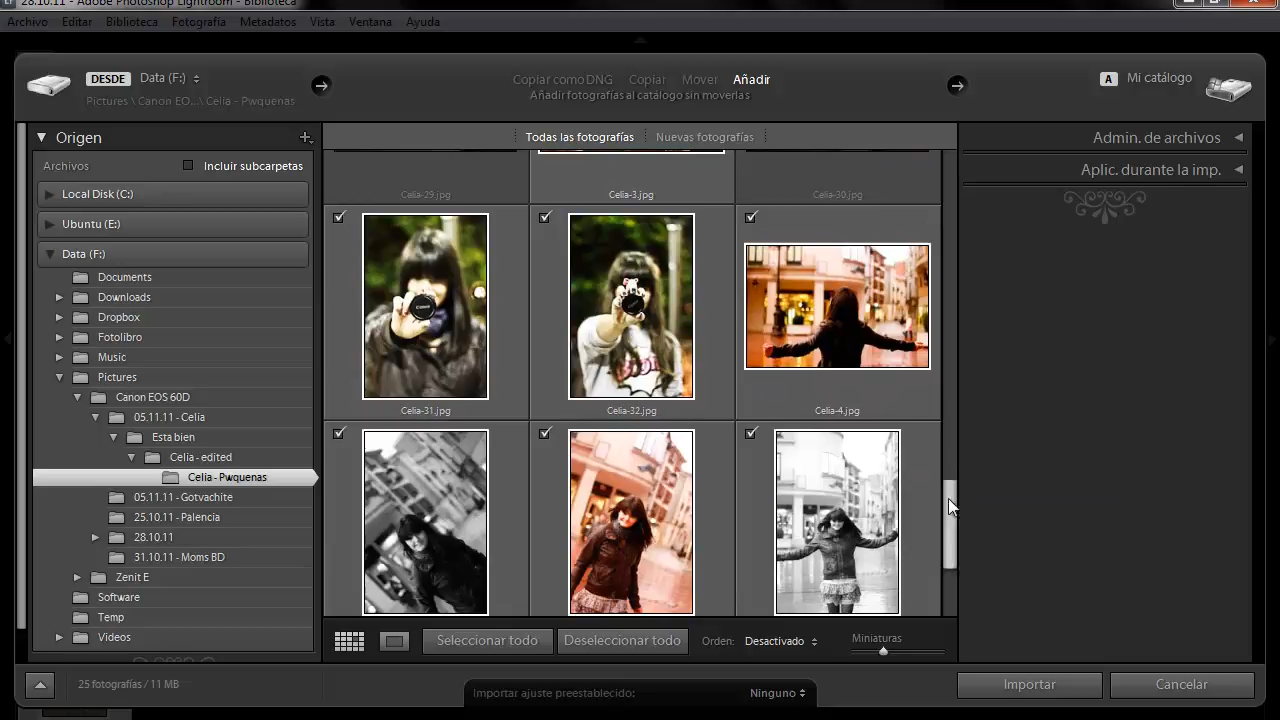 28.10.11 - Adobe Photoshop Lightroom - Biblioteca
Archivo Editar Biblioteca Fotografía Metadatos Vista Ventana Ayuda
DESDE Data (F:)
Pictures \ Canon EO...\ Celia - Pwquenas
Copiar como DNG Copiar Mover Añadir
Añadir fotografías al catálogo sin moverlas
A Mi catálogo
Origen
Archivos Incluir subcarpetas
Local Disk (C:)
Ubuntu (E:)
Data (F:)
Documents
Downloads
Dropbox
Fotolibro
Music
Pictures
Canon EOS 60D
05.11.11 - Celia
Esta bien
Celia - edited
Celia - Pwquenas
05.11.11 - Gotvachite
25.10.11 - Palencia
28.10.11
31.10.11 - Moms BD
Zenit E
Software
Temp
Videos
Todas las fotografías Nuevas fotografías
Celia-29.jpg Celia-3.jpg Celia-30.jpg
Celia-31.jpg Celia-32.jpg Celia-4.jpg
Admin. de archivos
Aplic. durante la imp.
Seleccionar todo Deseleccionar todo Orden: Desactivado Miniaturas
25 fotografías / 11 MB
Importar ajuste preestablecido: Ninguno
Importar Cancelar